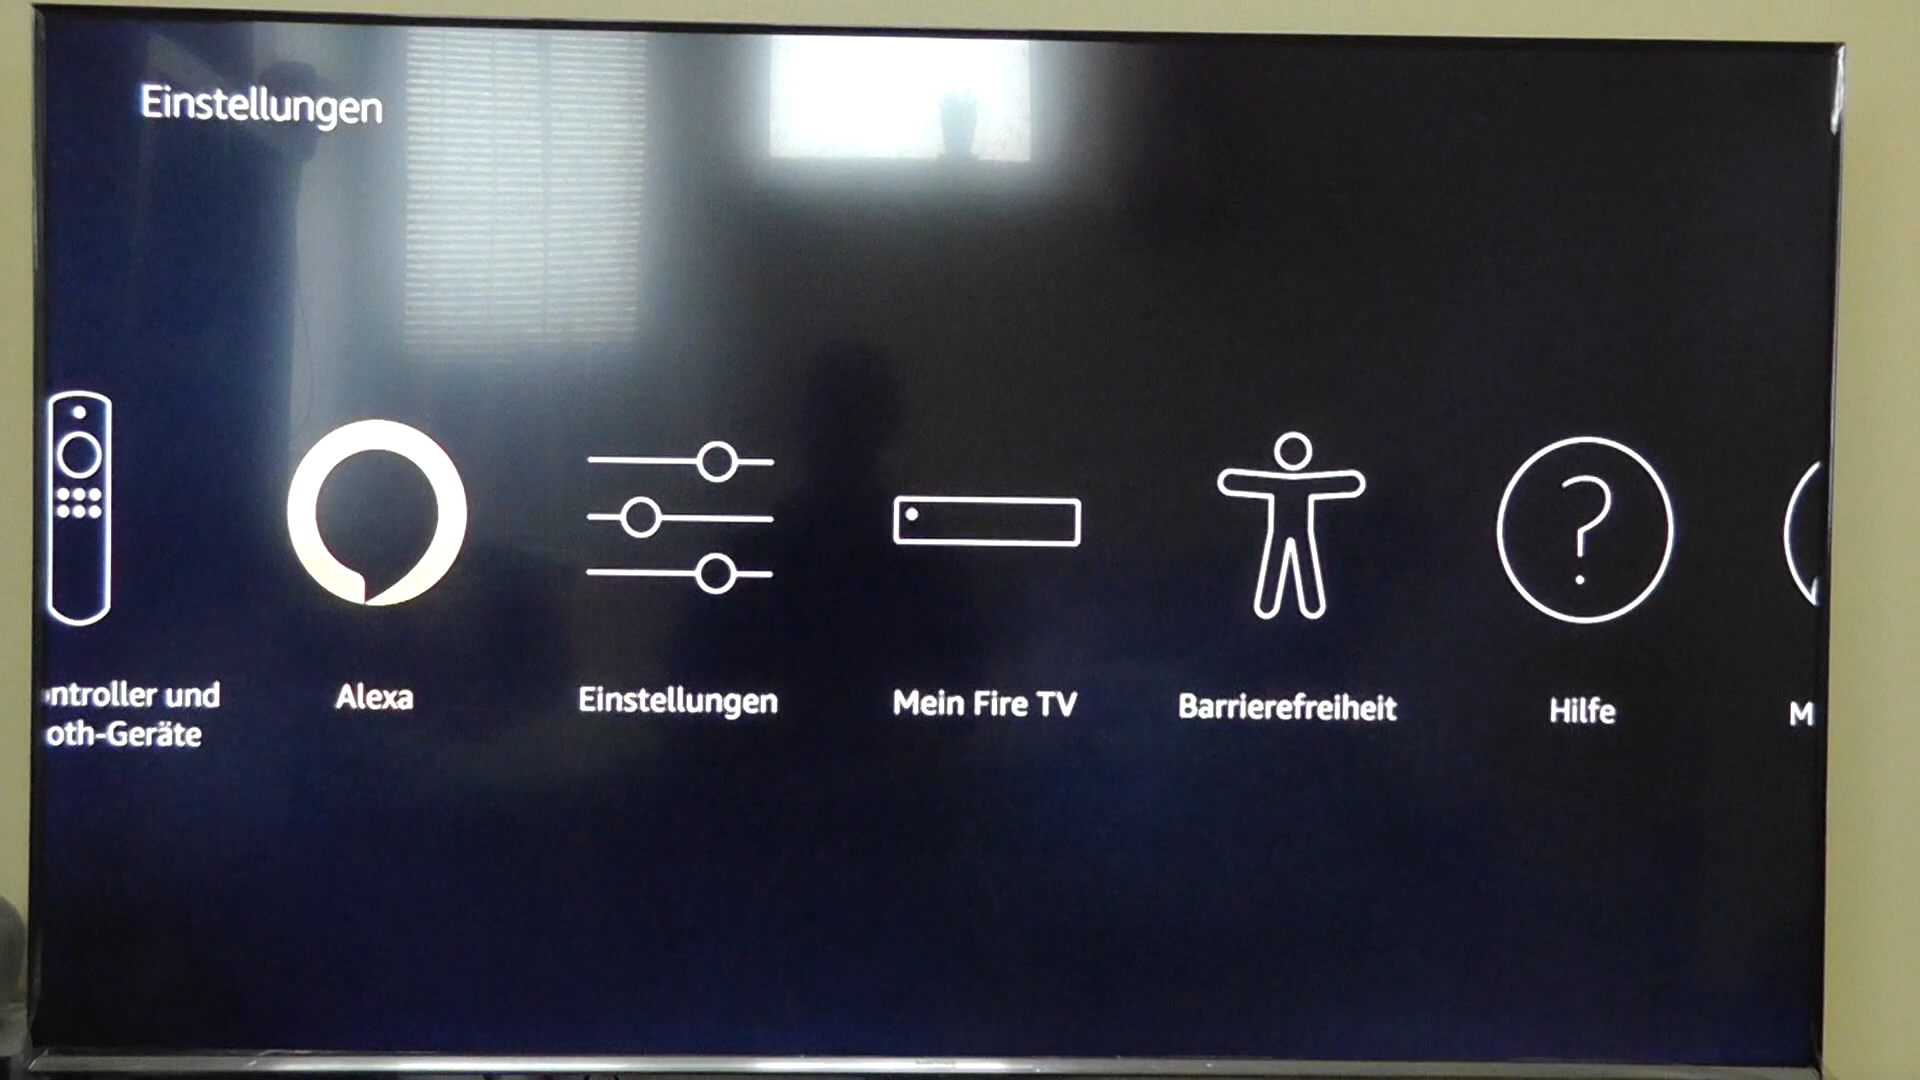 Einstellungen
ntroller und
oth-Geräte
Alexa
Einstellungen
Mein Fire TV
Barrierefreiheit
Hilfe
M